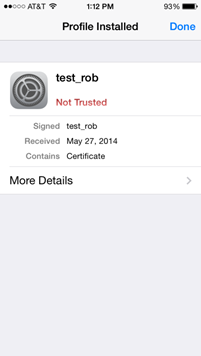 AT&T 1:12 PM 93%
Profile Installed Done
test_rob
Not Trusted
Signed test_rob
Received May 27, 2014
Contains Certificate
More Details